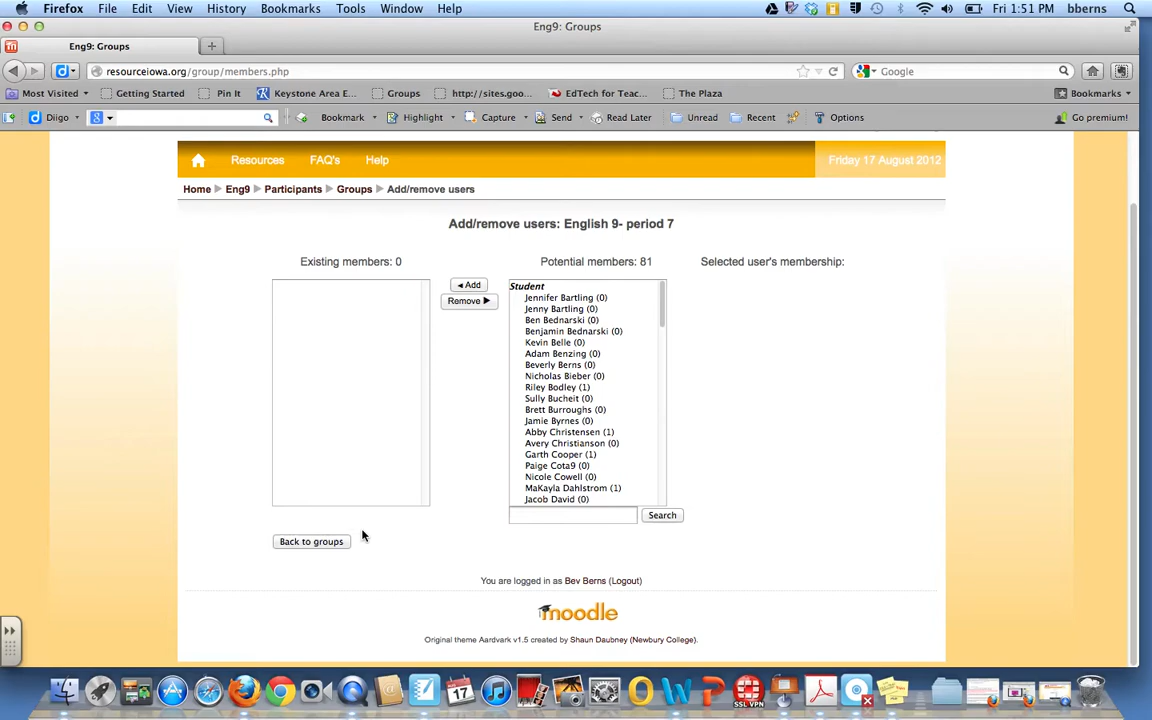 Firefox File Edit View History Bookmarks Tools Window Help Fri 1:51 PM bberns
Eng9: Groups
Eng9: Groups
resourceiowa.org/group/members.php Google
Most Visited Getting Started Pin It Keystone Area E... Groups http://sites.goo... EdTech for Teac... The Plaza Bookmarks
Diigo Bookmark Highlight Capture Send Read Later Unread Recent Options Go premium!
Resources FAQ's Help Friday 17 August 2012
Home Eng9 Participants Groups Add/remove users
Add/remove users: English 9- period 7
Existing members: 0 Potential members: 81 Selected user's membership:
Add
Remove
Student
Jennifer Bartling (0)
Jenny Bartling (0)
Ben Bednarski (0)
Benjamin Bednarski (0)
Kevin Belle (0)
Adam Benzing (0)
Beverly Berns (0)
Nicholas Bieber (0)
Riley Bodley (1)
Sully Bucheit (0)
Brett Burroughs (0)
Jamie Byrnes (0)
Abby Christensen (1)
Avery Christianson (0)
Garth Cooper (1)
Paige Cota9 (0)
Nicole Cowell (0)
MaKayla Dahlstrom (1)
Jacob David (0)
Search
Back to groups
You are logged in as Bev Berns (Logout)
moodle
Original theme Aardvark v1.5 created by Shaun Daubney (Newbury College).
17
SSL VPN